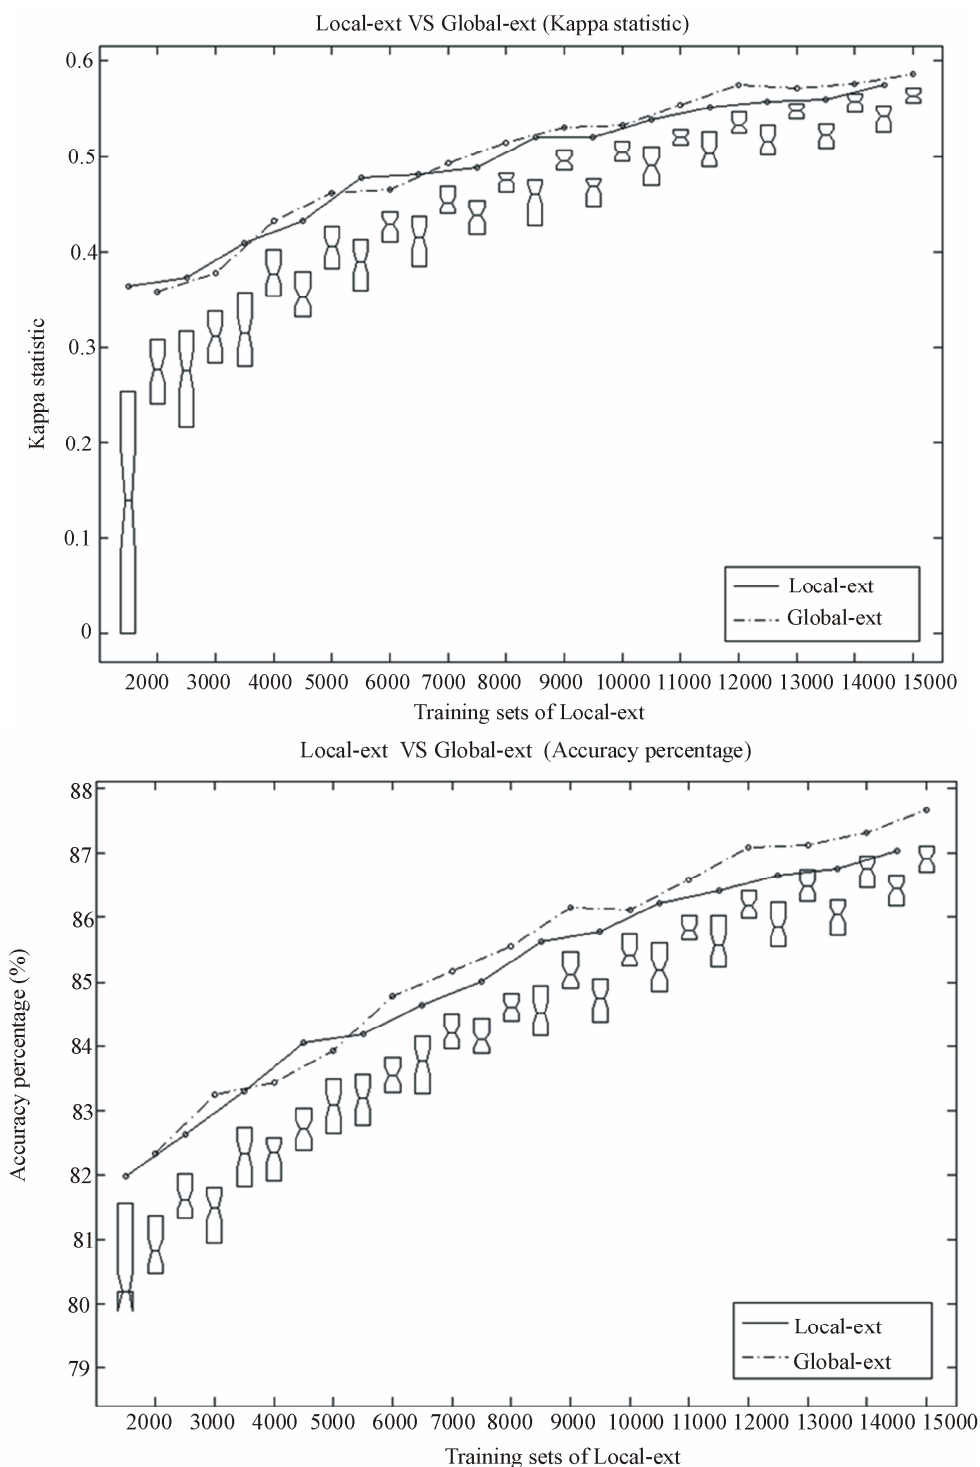 Local-ext VS Global-ext (Kappa statistic)
0.6
0.5
0.4
0.3
0.2
0.1
0
Kappa statistic
Local-ext
Global-ext
2000 3000 4000 5000 6000 7000 8000 9000 10000 11000 12000 13000 14000 15000
Training sets of Local-ext
Local-ext VS Global-ext (Accuracy percentage)
88
87
86
85
84
83
82
81
80
79
Accuracy percentage (%)
Local-ext
Global-ext
2000 3000 4000 5000 6000 7000 8000 9000 10000 11000 12000 13000 14000 15000
Training sets of Local-ext